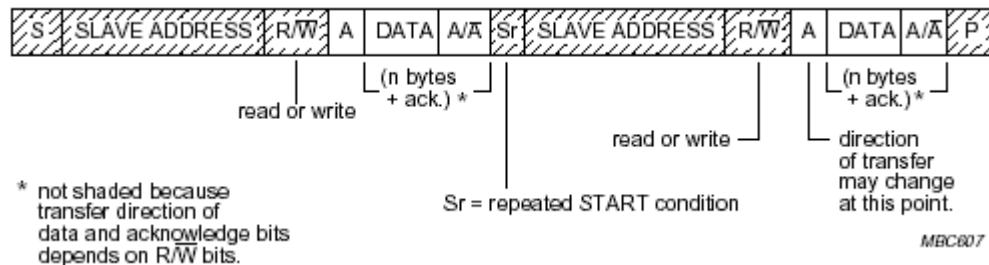 S SLAVE ADDRESS R/W̅ A DATA A/A̅ Sr SLAVE ADDRESS R/W̅ A DATA A/A̅ P
(n bytes
+ ack.) *
(n bytes
+ ack.) *
read or write
read or write
direction
of transfer
may change
at this point.
Sr = repeated START condition
* not shaded because
transfer direction of
data and acknowledge bits
depends on R/W̅ bits.
MBC607